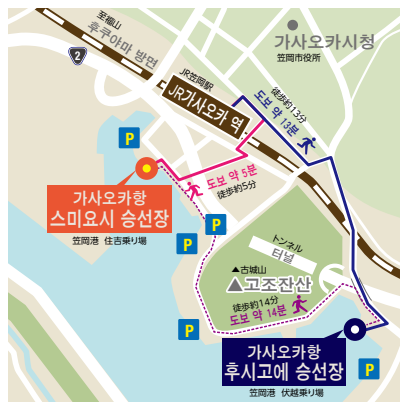 至福山
후쿠야마 방면
2
가사오카시청
笠岡市役所
JR笠岡駅
JR가사오카 역
徒歩約13分
도보 약 13분
P
도보 약 5분
徒歩約5分
가사오카항
스미요시 승선장
笠岡港 住吉乗り場
P
P
トンネル
터널
▲古城山
▲고조잔산
徒歩約14分
도보 약 14분
P
가사오카항
후시고에 승선장
笠岡港 伏越乗り場
P